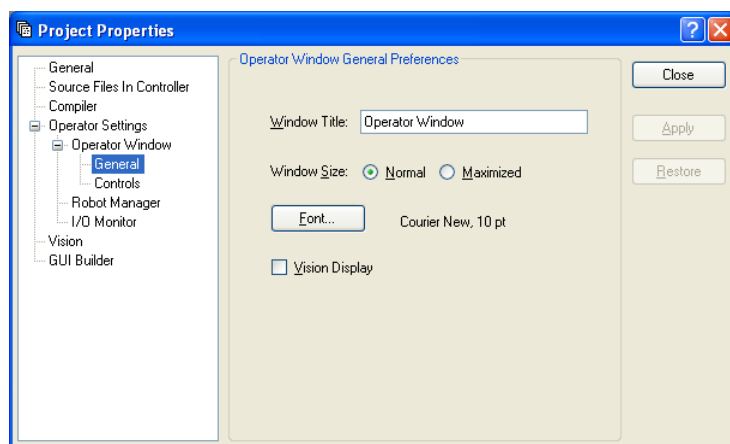 Project Properties
General
Source Files In Controller
Compiler
Operator Settings
Operator Window
General
Controls
Robot Manager
I/O Monitor
Vision
GUI Builder
Operator Window General Preferences
Window Title: Operator Window
Window Size: Normal Maximized
Font... Courier New, 10 pt
Vision Display
Close
Apply
Restore